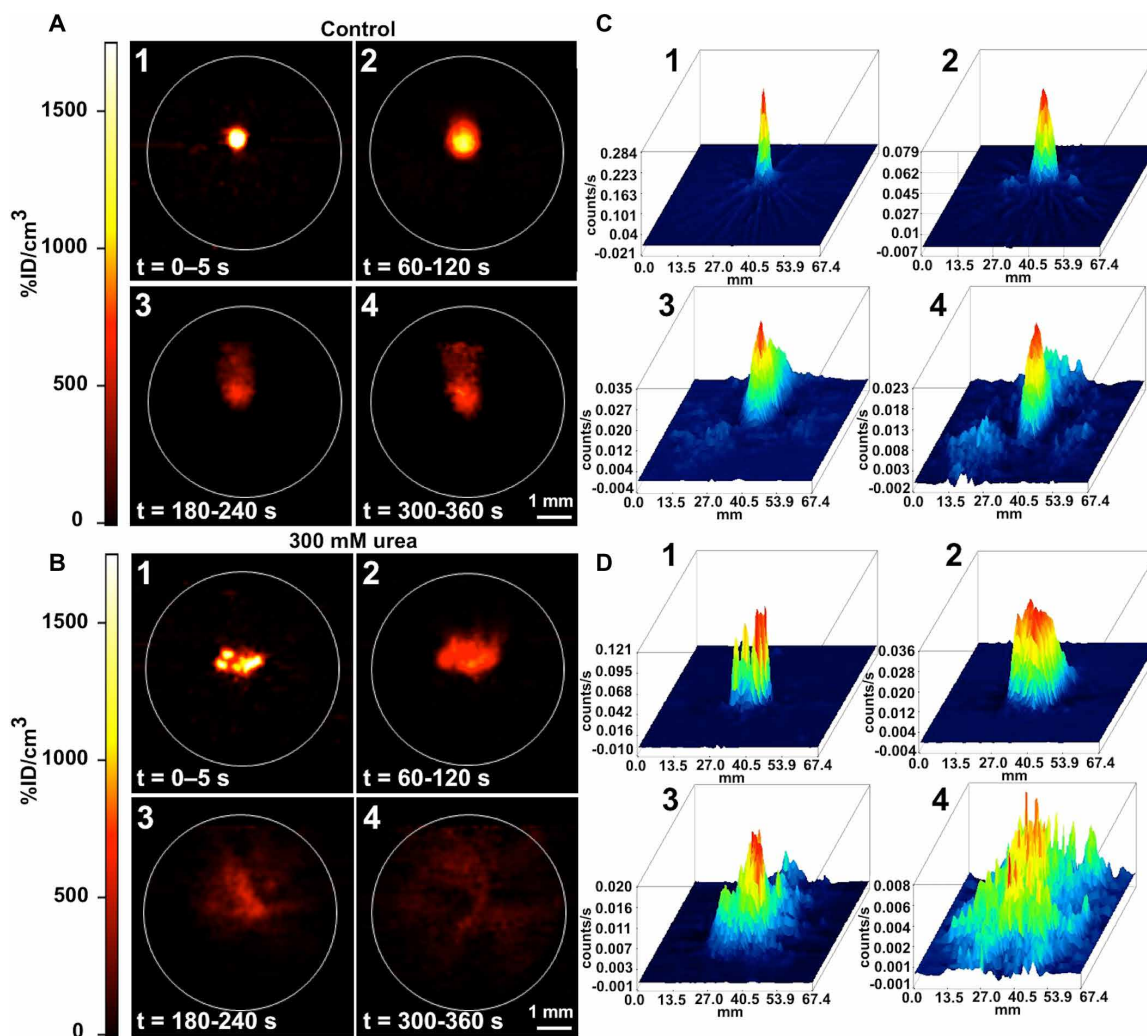 A
Control
%ID/cm³
1500
1000
500
0
1
t = 0–5 s
2
t = 60-120 s
3
t = 180-240 s
4
t = 300-360 s
1 mm
B
300 mM urea
%ID/cm³
1500
1000
500
0
1
t = 0–5 s
2
t = 60-120 s
3
t = 180-240 s
4
t = 300-360 s
1 mm
C
1
counts/s
0.284
0.223
0.163
0.101
0.04
-0.021
0.0 13.5 27.0 40.5 53.9 67.4
mm
2
counts/s
0.079
0.062
0.045
0.027
0.01
-0.007
0.0 13.5 27.0 40.5 53.9 67.4
mm
3
counts/s
0.035
0.027
0.020
0.012
0.004
-0.004
0.0 13.5 27.0 40.5 53.9 67.4
mm
4
counts/s
0.023
0.018
0.013
0.008
0.003
-0.002
0.0 13.5 27.0 40.5 53.9 67.4
mm
D
1
counts/s
0.121
0.095
0.068
0.042
0.016
-0.010
0.0 13.5 27.0 40.5 53.9 67.4
mm
2
counts/s
0.036
0.028
0.020
0.012
0.004
-0.004
0.0 13.5 27.0 40.5 53.9 67.4
mm
3
counts/s
0.020
0.016
0.011
0.007
0.003
-0.001
0.0 13.5 27.0 40.5 53.9 67.4
mm
4
counts/s
0.008
0.006
0.004
0.002
0.001
-0.001
0.0 13.5 27.0 40.5 53.9 67.4
mm